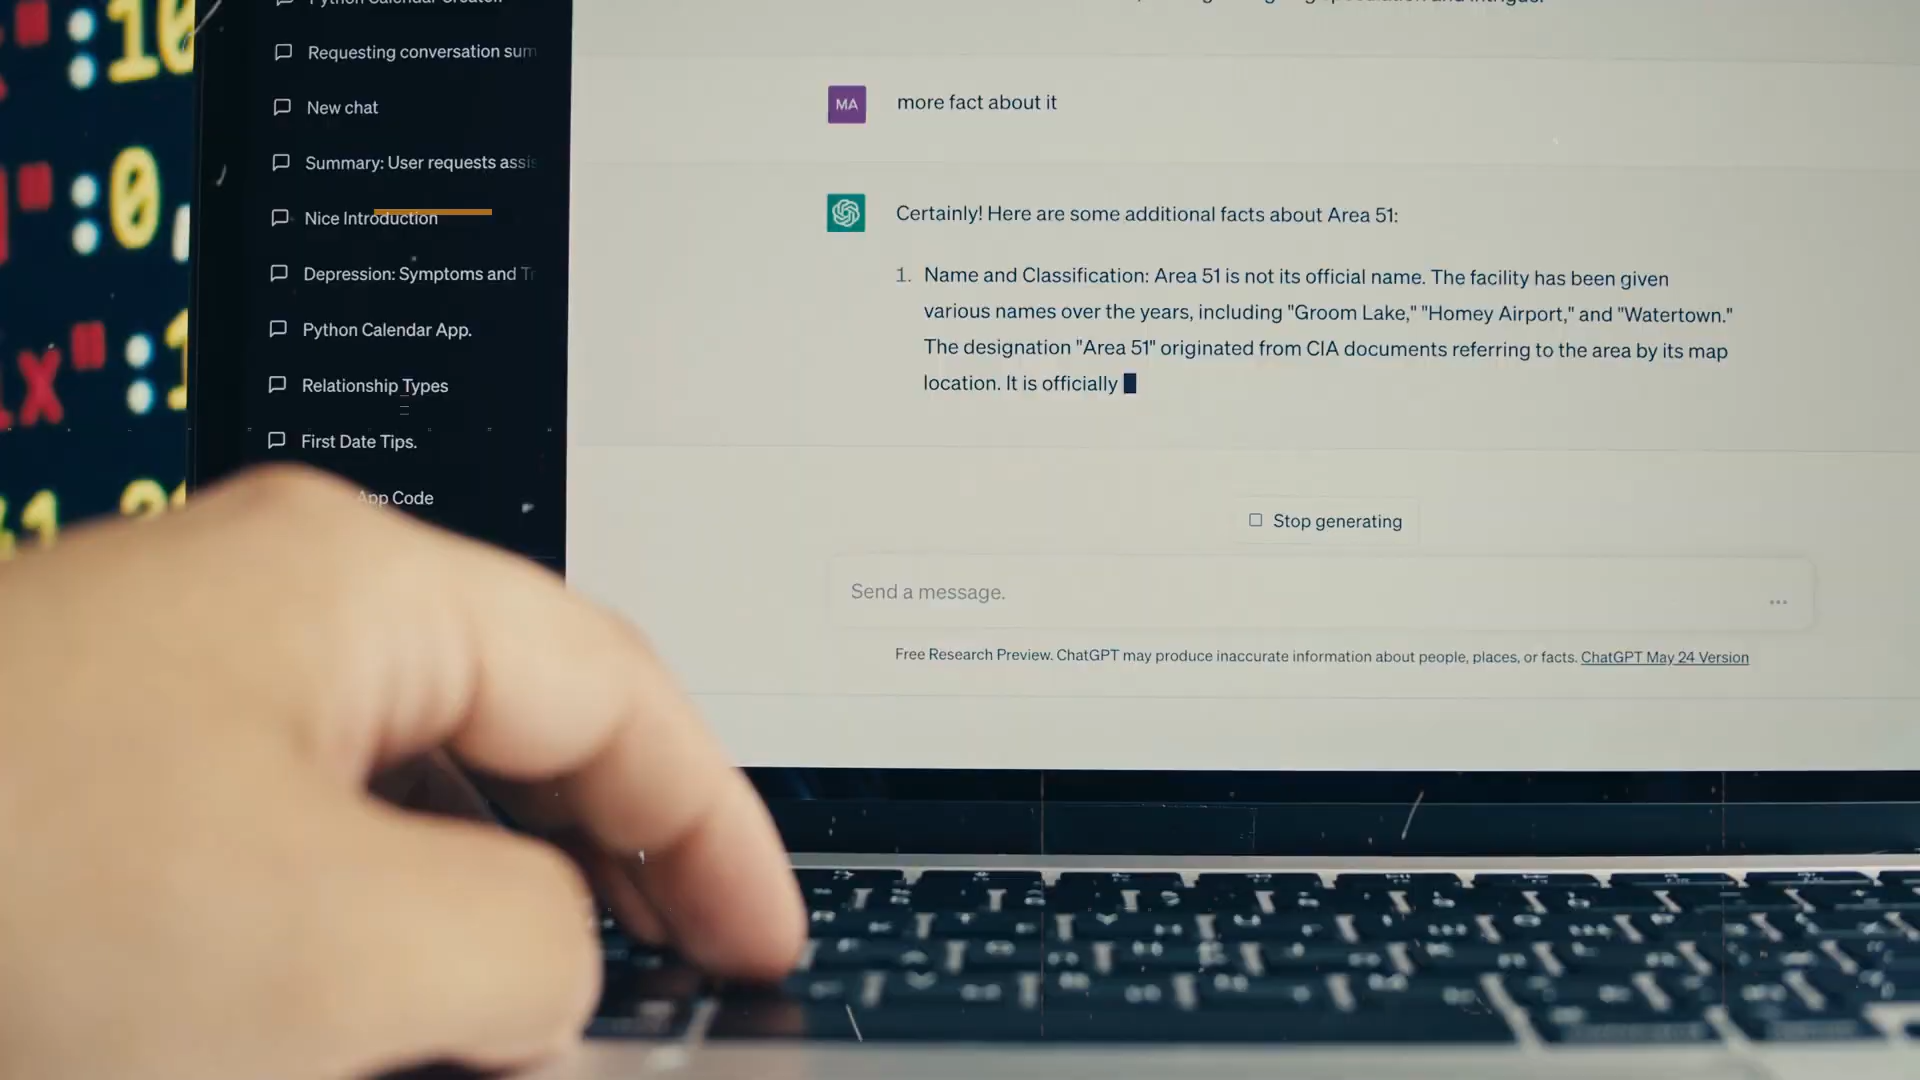 Python Calendar Creator.
Requesting conversation sum
New chat
Summary: User requests assis
Nice Introduction
Depression: Symptoms and Tr
Python Calendar App.
Relationship Types
First Date Tips.
App Code
speculation and intrigue.
MA
more fact about it
Certainly! Here are some additional facts about Area 51:
1. Name and Classification: Area 51 is not its official name. The facility has been given
various names over the years, including "Groom Lake," "Homey Airport," and "Watertown."
The designation "Area 51" originated from CIA documents referring to the area by its map
location. It is officially
Stop generating
Send a message.
Free Research Preview. ChatGPT may produce inaccurate information about people, places, or facts. ChatGPT May 24 Version